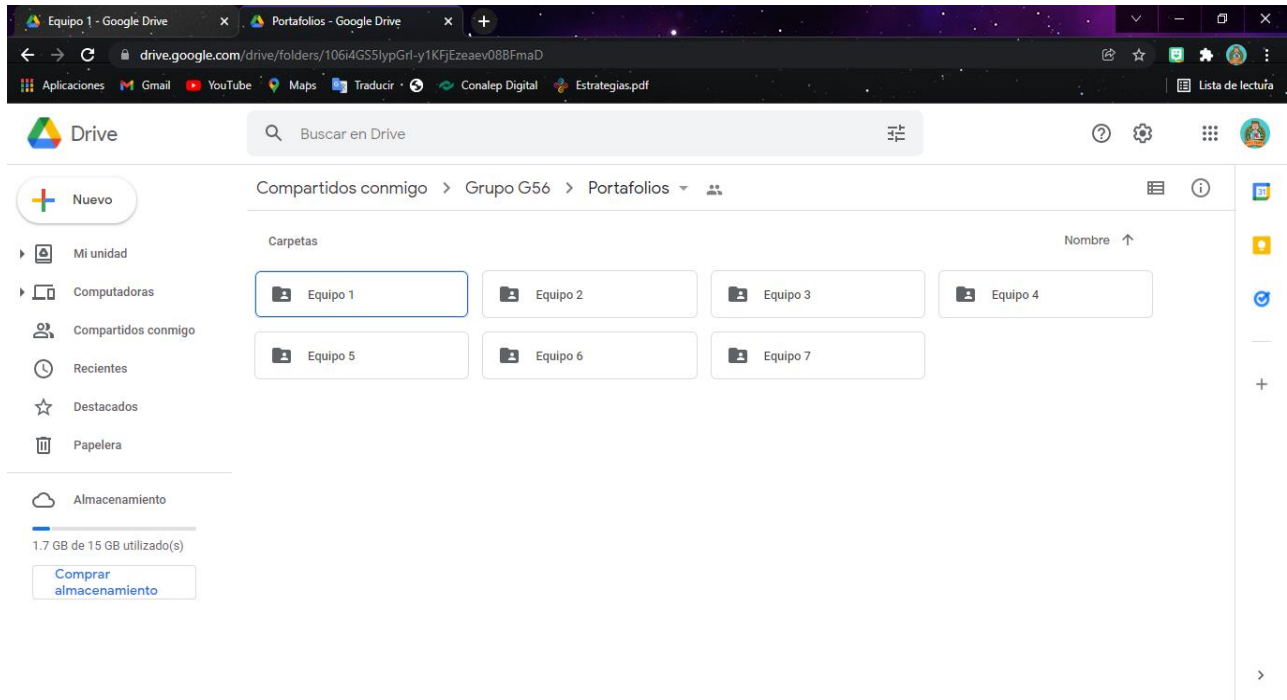 Equipo 1 - Google Drive
Portafolios - Google Drive
drive.google.com/drive/folders/106i4GS5IypGrI-y1KFjEzeaev08BFmaD
Aplicaciones Gmail YouTube Maps Traducir Conalep Digital Estrategias.pdf Lista de lectura
Drive
Buscar en Drive
Nuevo
Compartidos conmigo > Grupo G56 > Portafolios
31
Mi unidad
Computadoras
Compartidos conmigo
Recientes
Destacados
Papelera
Almacenamiento
1.7 GB de 15 GB utilizado(s)
Comprar
almacenamiento
Carpetas Nombre
Equipo 1 Equipo 2 Equipo 3 Equipo 4
Equipo 5 Equipo 6 Equipo 7